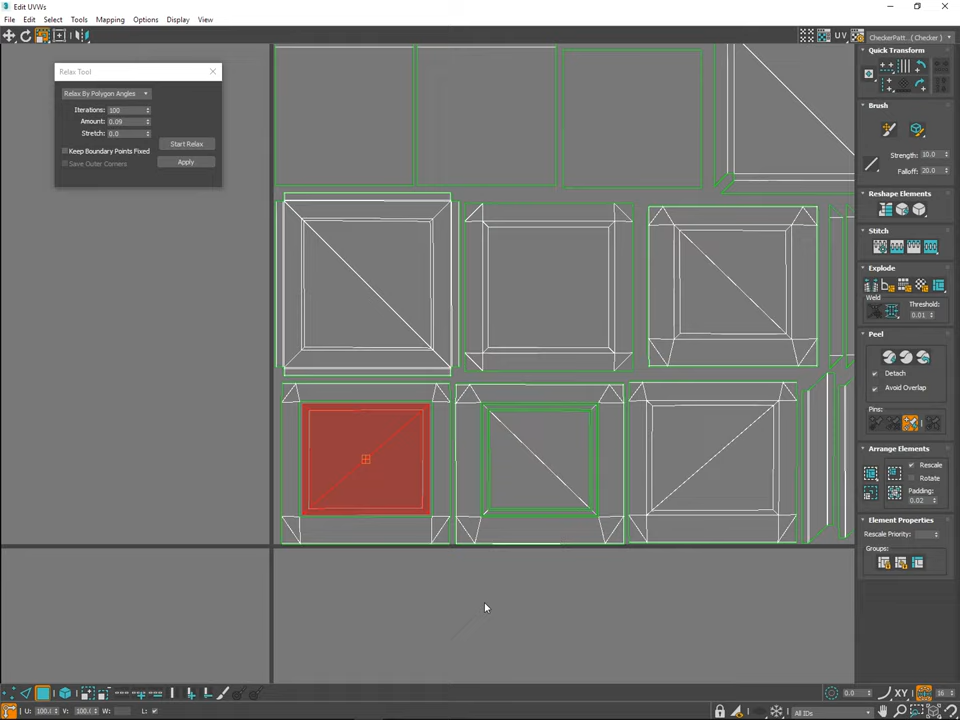 Edit UVWs
File Edit Select Tools Mapping Options Display View
UV CheckerPatt... ( Checker )
Relax Tool
Relax By Polygon Angles
Iterations: 100
Amount: 0.09
Stretch: 0.0
Start Relax
Keep Boundary Points Fixed
Save Outer Corners
Apply
Quick Transform
Brush
Strength: 10.0
Falloff: 20.0
Reshape Elements
Stitch
Explode
Weld
Threshold:
0.01
Peel
Detach
Avoid Overlap
Pins:
Arrange Elements
Rescale
Rotate
Padding:
0.02
Element Properties
Rescale Priority:
Groups:
0.0 XY 16
U: 100.( V: 100.( W: L:
All IDs